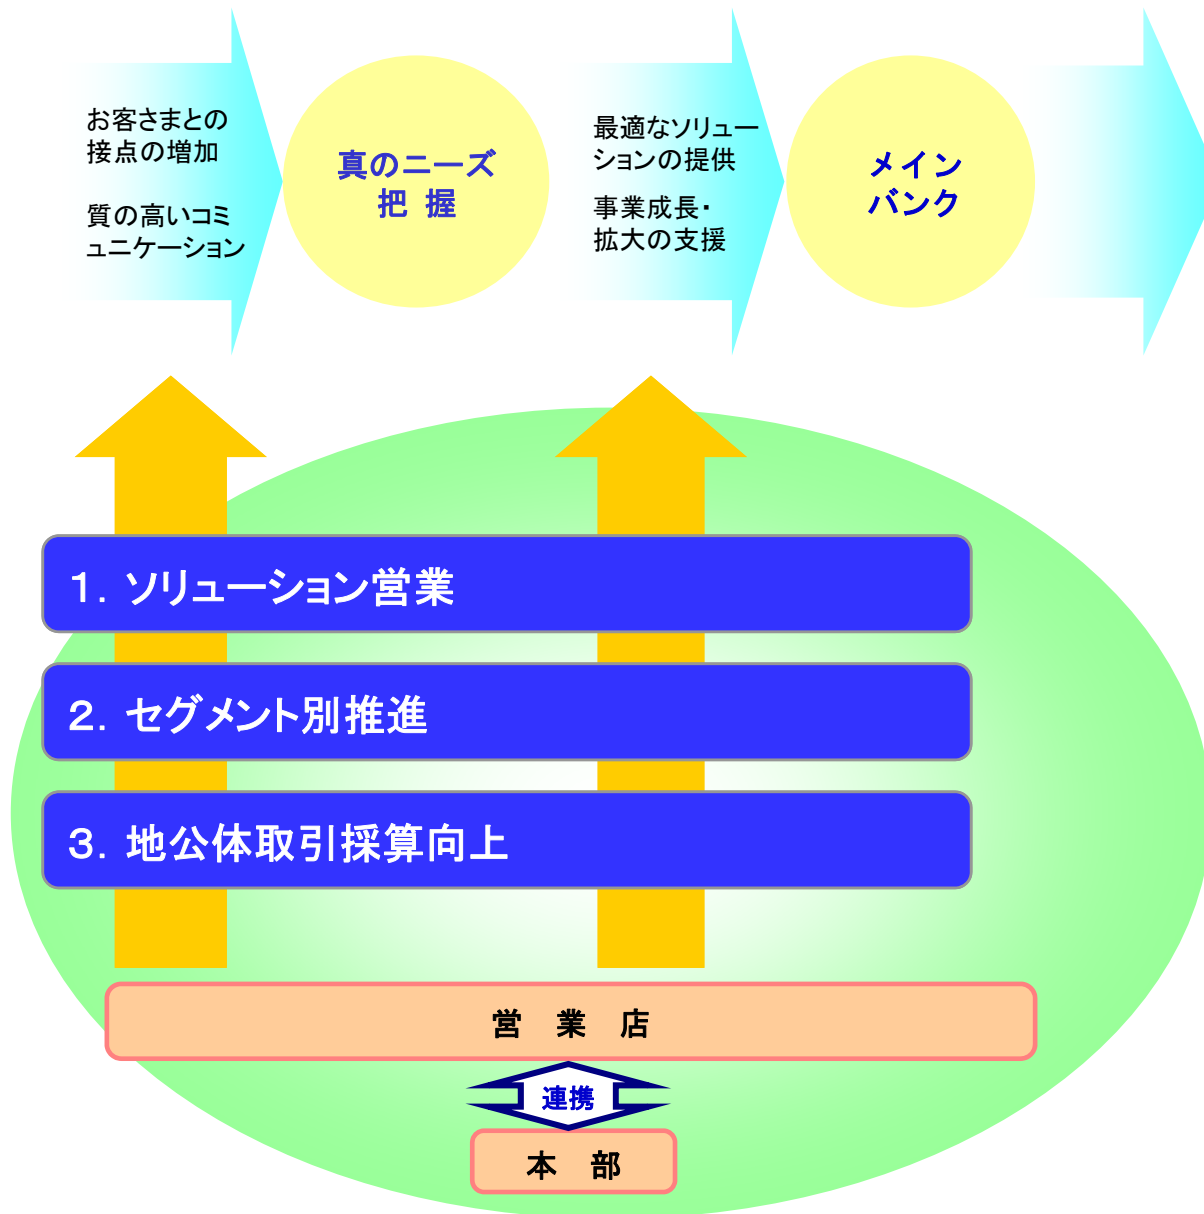 お客さまとの
接点の増加
質の高いコミ
ュニケーション
真のニーズ
把 握
最適なソリュー
ションの提供
事業成長・
拡大の支援
メイン
バンク
１．ソリューション営業
２．セグメント別推進
３．地公体取引採算向上
営　業　店
連携
本　部